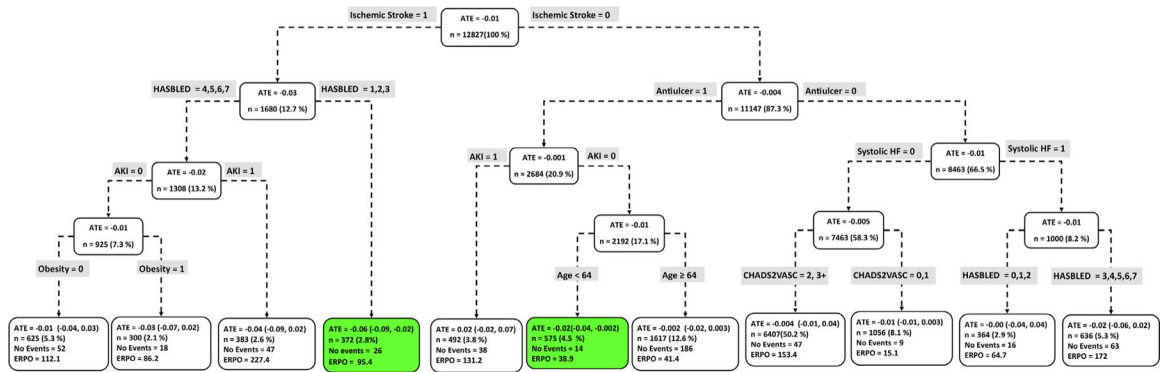 Ischemic Stroke = 1
Ischemic Stroke = 0
ATE = -0.01
n = 12827(100 %)
HASBLED = 4,5,6,7
HASBLED = 1,2,3
ATE = -0.03
n = 1680 (12.7 %)
Antiulcer = 1
Antiulcer = 0
ATE = -0.004
n = 11147 (87.3 %)
AKI = 0
AKI = 1
ATE = -0.02
n = 1308 (13.2 %)
AKI = 1
AKI = 0
ATE = -0.001
n = 2684 (20.9 %)
Systolic HF = 0
Systolic HF = 1
ATE = -0.01
n = 8463 (66.5 %)
ATE = -0.01
n = 925 (7.3 %)
ATE = -0.01
n = 2192 (17.1 %)
ATE = -0.005
n = 7463 (58.3 %)
ATE = -0.01
n = 1000 (8.2 %)
Obesity = 0
Obesity = 1
Age < 64
Age ≥ 64
CHADS2VASC = 2, 3+
CHADS2VASC = 0,1
HASBLED = 0,1,2
HASBLED = 3,4,5,6,7
ATE = -0.01 (-0.04, 0.03)
n = 625 (5.3 %)
No Events = 52
ERPO = 112.1
ATE = -0.03 (-0.07, 0.02)
n = 300 (2.1 %)
No Events = 18
ERPO = 86.2
ATE = -0.04 (-0.09, 0.02)
n = 383 (2.6 %)
No Events = 47
ERPO = 227.4
ATE = -0.06 (-0.09, -0.02)
n = 372 (2.8%)
No events = 26
ERPO = 95.4
ATE = 0.02 (-0.02, 0.07)
n = 492 (3.8%)
No Events = 38
ERPO = 131.2
ATE = -0.02(-0.04, -0.002)
n = 575 (4.5 %)
No Events = 14
ERPO = 38.9
ATE = -0.002 (-0.02, 0.003)
n = 1617 (12.6 %)
No Events = 186
ERPO = 41.4
ATE = -0.004 (-0.01, 0.04)
n = 6407(50.2 %)
No Events = 47
ERPO = 153.4
ATE = -0.01 (-0.01, 0.003)
n = 1056 (8.1 %)
No Events = 9
ERPO = 15.1
ATE = -0.00 (-0.04, 0.04)
n = 364 (2.9 %)
No Events = 16
ERPO = 64.7
ATE = -0.02 (-0.06, 0.02)
n = 636 (5.3 %)
No Events = 63
ERPO = 172